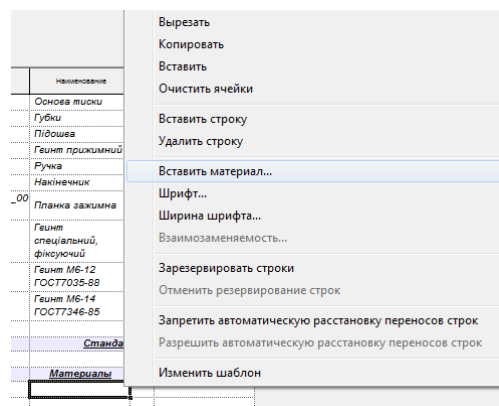 Наименование
Основа тиски
Губки
Підошва
Гвинт прижимний
Ручка
Накінечник
_00
Планка зажимна
Гвинт
спеціальний,
фіксуючий
Гвинт М6-12
ГОСТ7035-88
Гвинт М6-14
ГОСТ7346-85
Станда
Материалы
Вырезать
Копировать
Вставить
Очистить ячейки
Вставить строку
Удалить строку
Вставить материал...
Шрифт...
Ширина шрифта...
Взаимозаменяемость...
Зарезервировать строки
Отменить резервирование строк
Запретить автоматическую расстановку переносов строк
Разрешить автоматическую расстановку переносов строк
Изменить шаблон